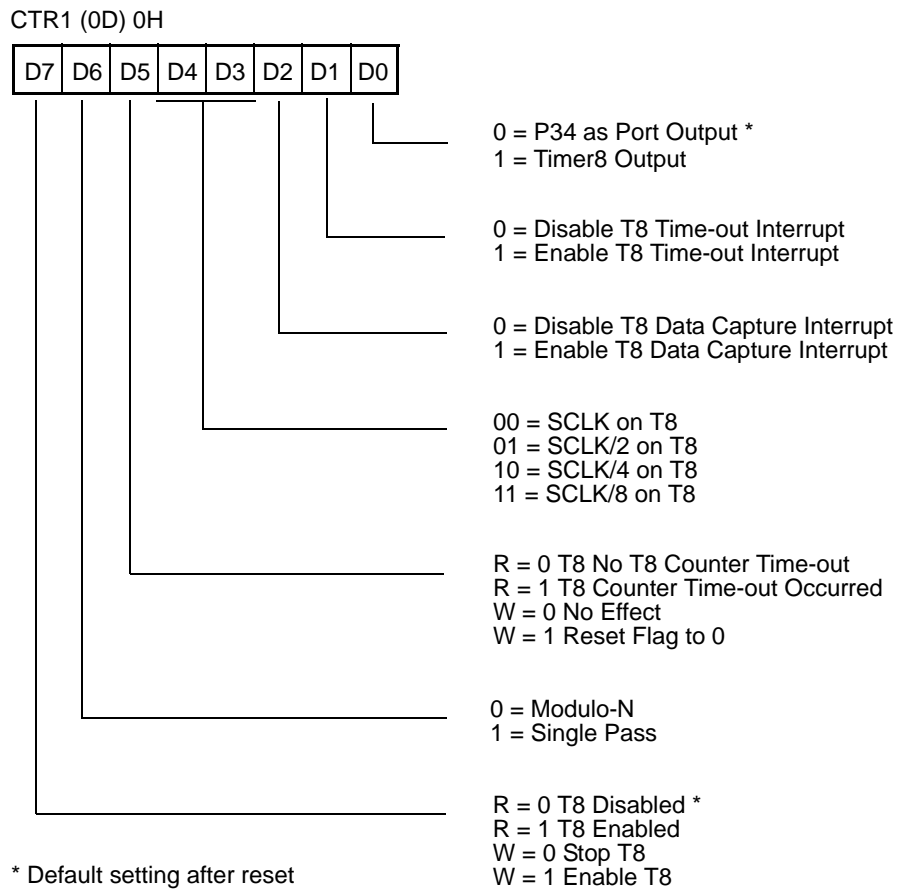 CTR1 (0D) 0H
D7 D6 D5 D4 D3 D2 D1 D0
0 = P34 as Port Output *
1 = Timer8 Output
0 = Disable T8 Time-out Interrupt
1 = Enable T8 Time-out Interrupt
0 = Disable T8 Data Capture Interrupt
1 = Enable T8 Data Capture Interrupt
00 = SCLK on T8
01 = SCLK/2 on T8
10 = SCLK/4 on T8
11 = SCLK/8 on T8
R = 0 T8 No T8 Counter Time-out
R = 1 T8 Counter Time-out Occurred
W = 0 No Effect
W = 1 Reset Flag to 0
0 = Modulo-N
1 = Single Pass
R = 0 T8 Disabled *
R = 1 T8 Enabled
W = 0 Stop T8
W = 1 Enable T8
* Default setting after reset